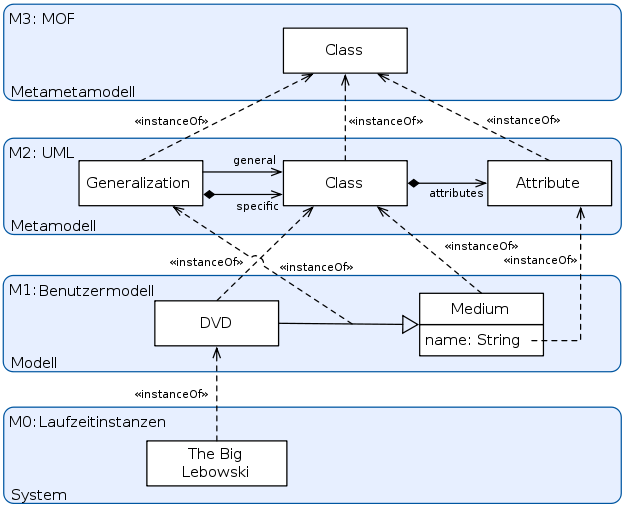 M3: MOF
Class
Metametamodell
«instanceOf»
«instanceOf»
«instanceOf»
M2: UML
general
Generalization
Class
Attribute
specific
attributes
Metamodell
«instanceOf»
«instanceOf»
«instanceOf»
«instanceOf»
M1: Benutzermodell
Medium
DVD
name: String
Modell
«instanceOf»
M0: Laufzeitinstanzen
The Big
Lebowski
System